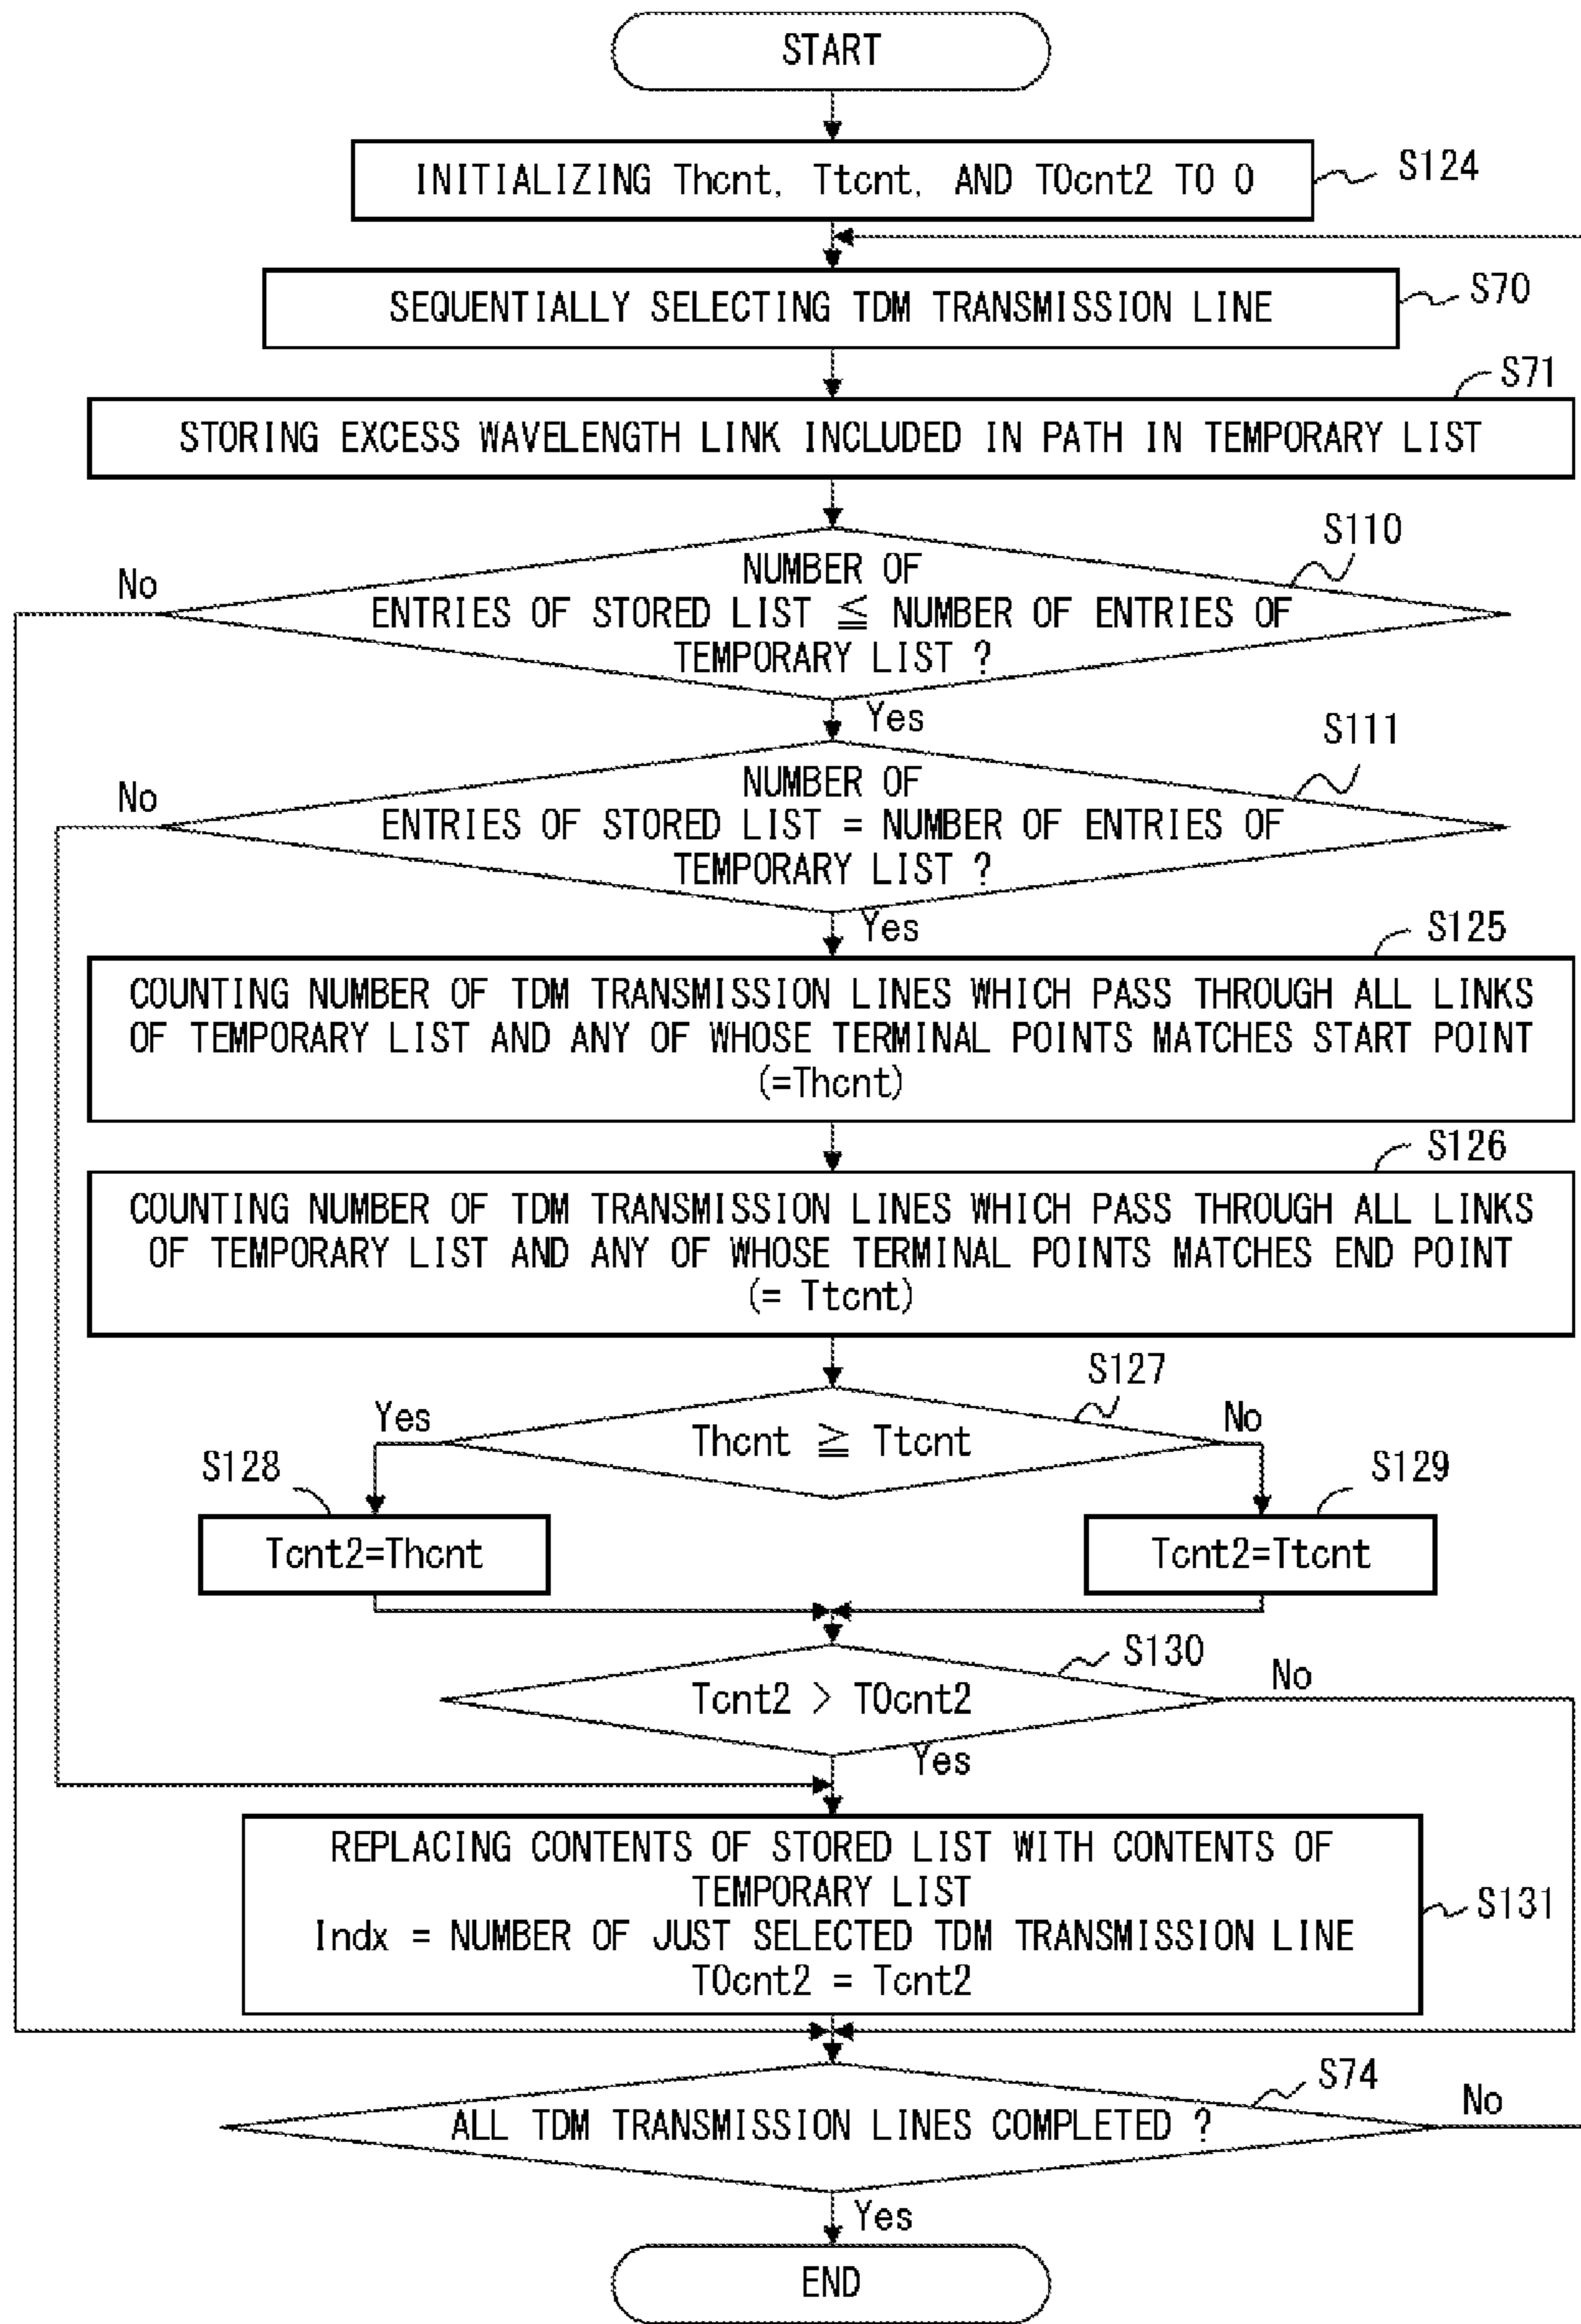 START
INITIALIZING Thcnt, Ttcnt, AND T0cnt2 TO 0
S124
SEQUENTIALLY SELECTING TDM TRANSMISSION LINE
S70
S71
STORING EXCESS WAVELENGTH LINK INCLUDED IN PATH IN TEMPORARY LIST
S110
No
NUMBER OF
ENTRIES OF STORED LIST ≦ NUMBER OF ENTRIES OF
TEMPORARY LIST ?
Yes
S111
No
NUMBER OF
ENTRIES OF STORED LIST = NUMBER OF ENTRIES OF
TEMPORARY LIST ?
Yes
S125
COUNTING NUMBER OF TDM TRANSMISSION LINES WHICH PASS THROUGH ALL LINKS
OF TEMPORARY LIST AND ANY OF WHOSE TERMINAL POINTS MATCHES START POINT
(=Thcnt)
S126
COUNTING NUMBER OF TDM TRANSMISSION LINES WHICH PASS THROUGH ALL LINKS
OF TEMPORARY LIST AND ANY OF WHOSE TERMINAL POINTS MATCHES END POINT
(= Ttcnt)
S127
Yes
No
Thcnt ≧ Ttcnt
S128
S129
Tcnt2=Thcnt
Tcnt2=Ttcnt
S130
No
Tcnt2 > T0cnt2
Yes
REPLACING CONTENTS OF STORED LIST WITH CONTENTS OF
TEMPORARY LIST
Indx = NUMBER OF JUST SELECTED TDM TRANSMISSION LINE
T0cnt2 = Tcnt2
S131
S74
No
ALL TDM TRANSMISSION LINES COMPLETED ?
Yes
END